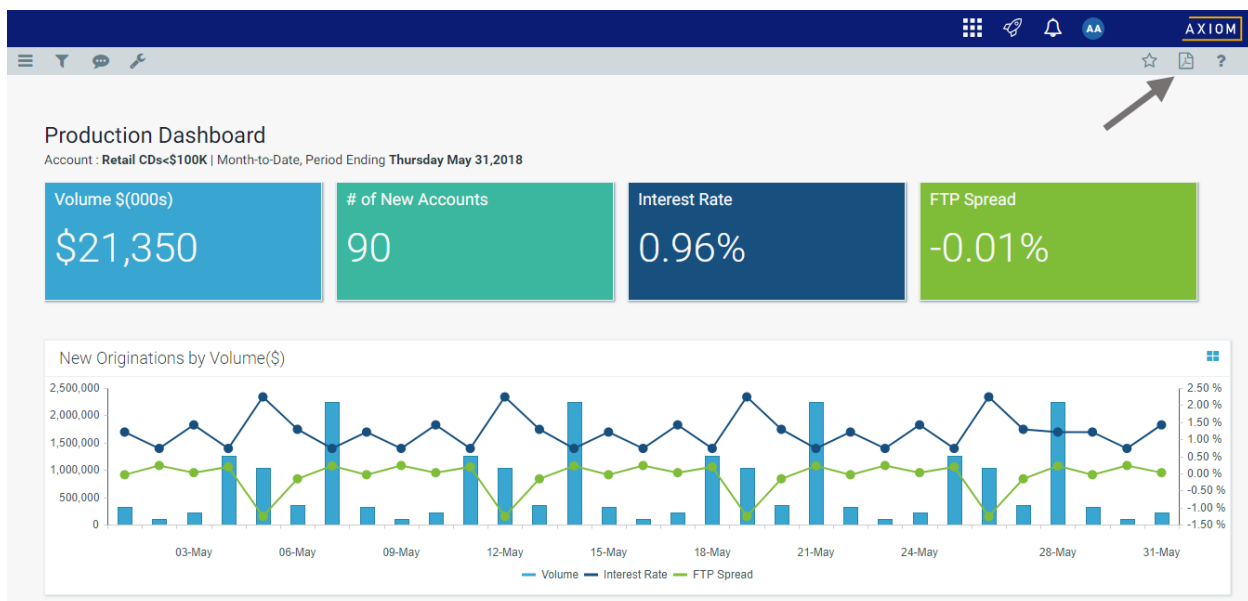 AA
AXIOM
?
Production Dashboard
Account : Retail CDs<$100K | Month-to-Date, Period Ending Thursday May 31,2018
Volume $(000s)
# of New Accounts
Interest Rate
FTP Spread
$21,350
90
0.96%
-0.01%
New Originations by Volume($)
2,500,000
2,000,000
1,500,000
1,000,000
500,000
0
2.50 %
2.00 %
1.50 %
1.00 %
0.50 %
0.00 %
-0.50 %
-1.00 %
-1.50 %
03-May
06-May
09-May
12-May
15-May
18-May
21-May
24-May
28-May
31-May
Volume
Interest Rate
FTP Spread